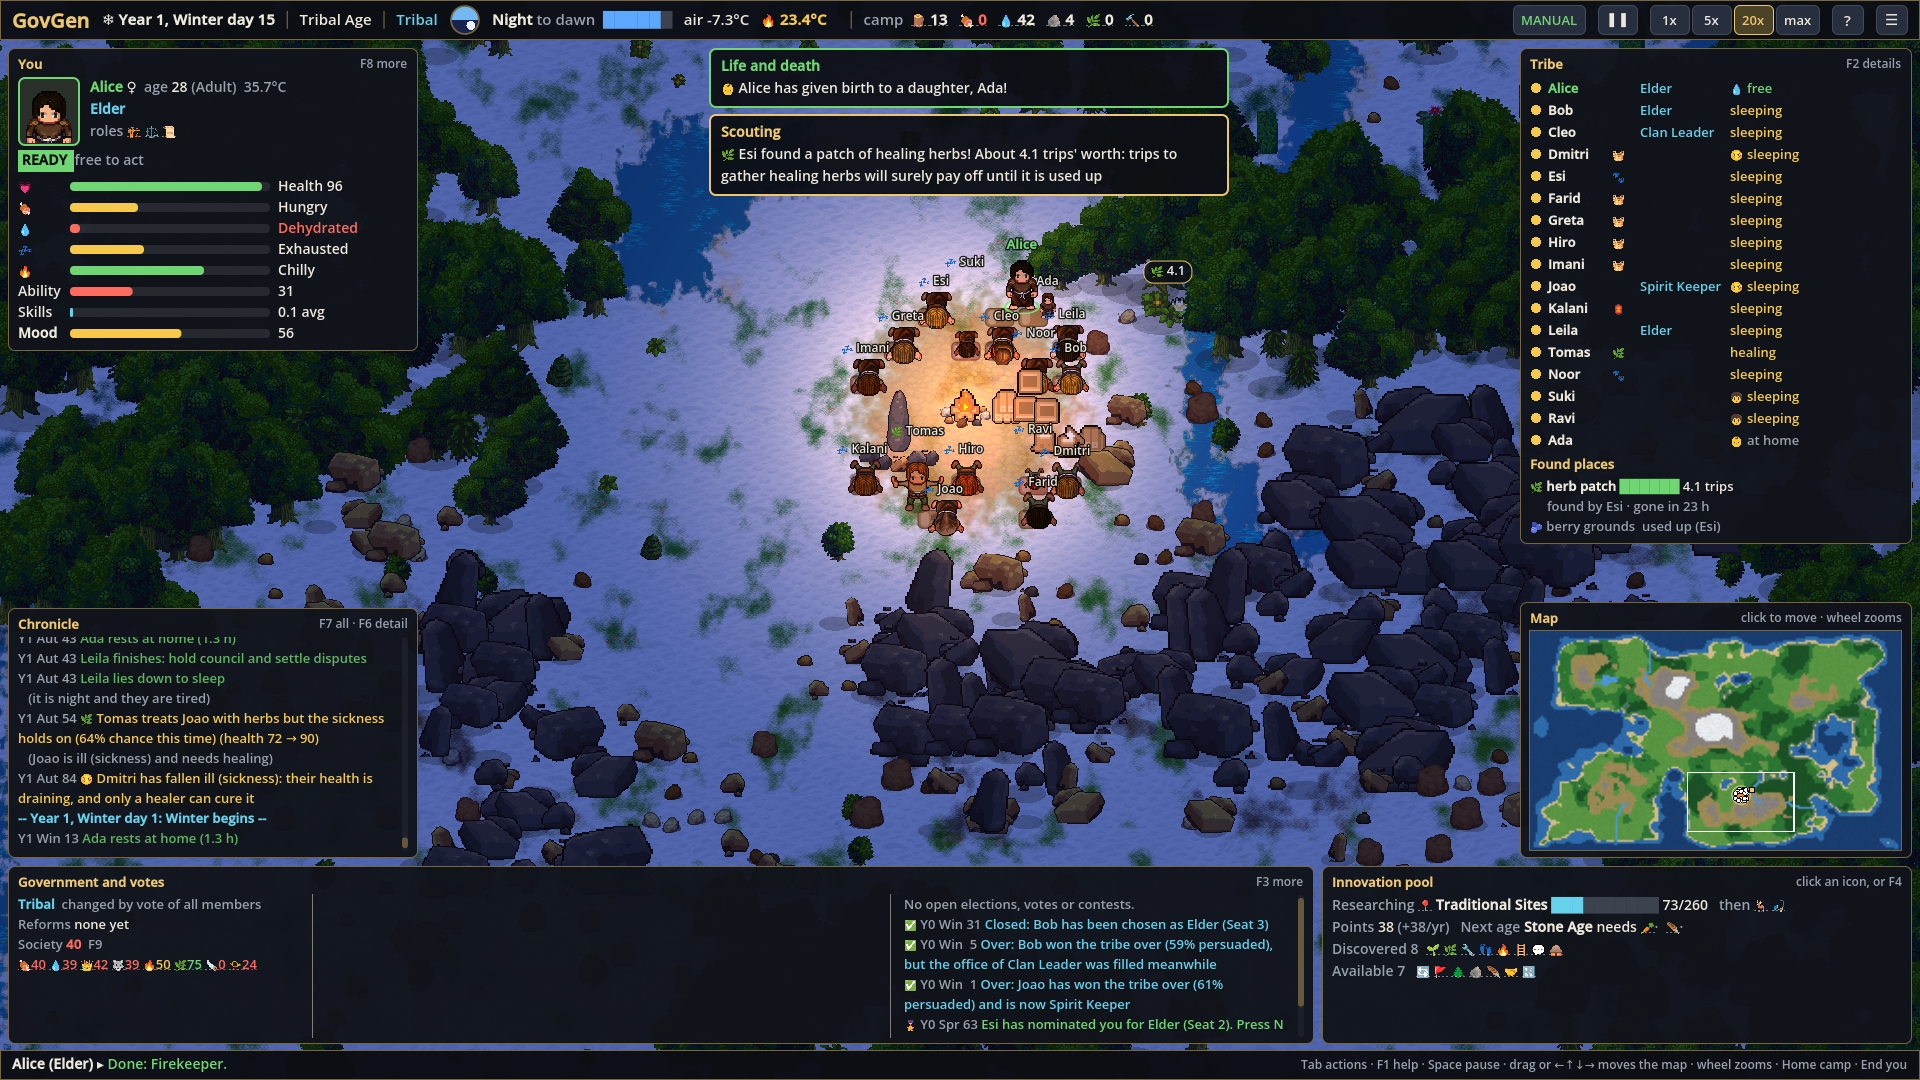 GovGen ❄ Year 1, Winter day 15 Tribal Age Tribal Night to dawn air -7.3°C 23.4°C camp 13 0 42 4 0 0 MANUAL 1x 5x 20x max ? ☰
You F8 more
Alice ♀ age 28 (Adult) 35.7°C
Elder
roles
READY free to act
Health 96
Hungry
Dehydrated
Exhausted
Chilly
Ability 31
Skills 0.1 avg
Mood 56
Life and death
Alice has given birth to a daughter, Ada!
Scouting
Esi found a patch of healing herbs! About 4.1 trips' worth: trips to
gather healing herbs will surely pay off until it is used up
Alice
Suki
Esi
Ada
4.1
Greta
Cleo
Leila
Noor
Imani
Bob
Tomas
Ravi
Kalani
Hiro
Dmitri
Joao
Farid
Tribe F2 details
Alice Elder free
Bob Elder sleeping
Cleo Clan Leader sleeping
Dmitri sleeping
Esi sleeping
Farid sleeping
Greta sleeping
Hiro sleeping
Imani sleeping
Joao Spirit Keeper sleeping
Kalani sleeping
Leila Elder sleeping
Tomas healing
Noor sleeping
Suki sleeping
Ravi sleeping
Ada at home
Found places
herb patch 4.1 trips
found by Esi · gone in 23 h
berry grounds used up (Esi)
Chronicle F7 all · F6 detail
Y1 Aut 43 Ada rests at home (1.3 h)
Y1 Aut 43 Leila finishes: hold council and settle disputes
Y1 Aut 43 Leila lies down to sleep
(it is night and they are tired)
Y1 Aut 54 Tomas treats Joao with herbs but the sickness
holds on (64% chance this time) (health 72 → 90)
(Joao is ill (sickness) and needs healing)
Y1 Aut 84 Dmitri has fallen ill (sickness): their health is
draining, and only a healer can cure it
-- Year 1, Winter day 1: Winter begins --
Y1 Win 13 Ada rests at home (1.3 h)
Map click to move · wheel zooms
Government and votes F3 more
Tribal changed by vote of all members
Reforms none yet
Society 40 F9
40 39 42 39 50 75 0 24
No open elections, votes or contests.
✅ Y0 Win 31 Closed: Bob has been chosen as Elder (Seat 3)
✅ Y0 Win 5 Over: Bob won the tribe over (59% persuaded),
but the office of Clan Leader was filled meanwhile
✅ Y0 Win 1 Over: Joao has won the tribe over (61%
persuaded) and is now Spirit Keeper
Y0 Spr 63 Esi has nominated you for Elder (Seat 2). Press N
Innovation pool click an icon, or F4
Researching Traditional Sites 73/260 then
Points 38 (+38/yr) Next age Stone Age needs
Discovered 8
Available 7
Alice (Elder) ▸ Done: Firekeeper.
Tab actions · F1 help · Space pause · drag or ←↑↓→ moves the map · wheel zooms · Home camp · End you